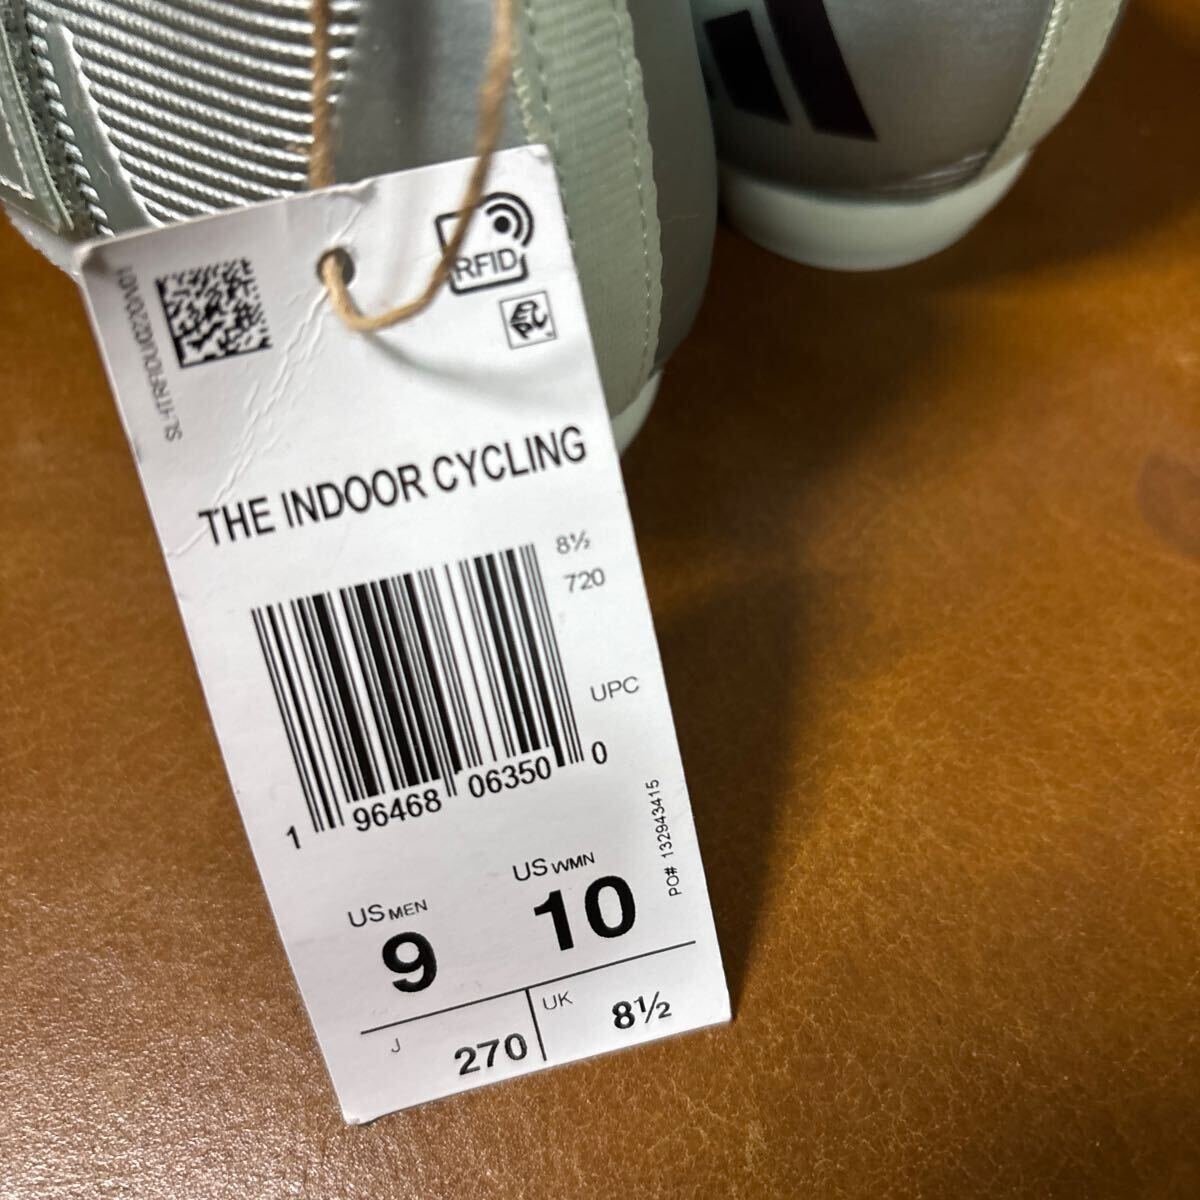 RFID
THE INDOOR CYCLING
8½
720
UPC
1 96468 06350 0
PO# 132943415
US MEN
9
US WMN
10
J
270
UK
8½